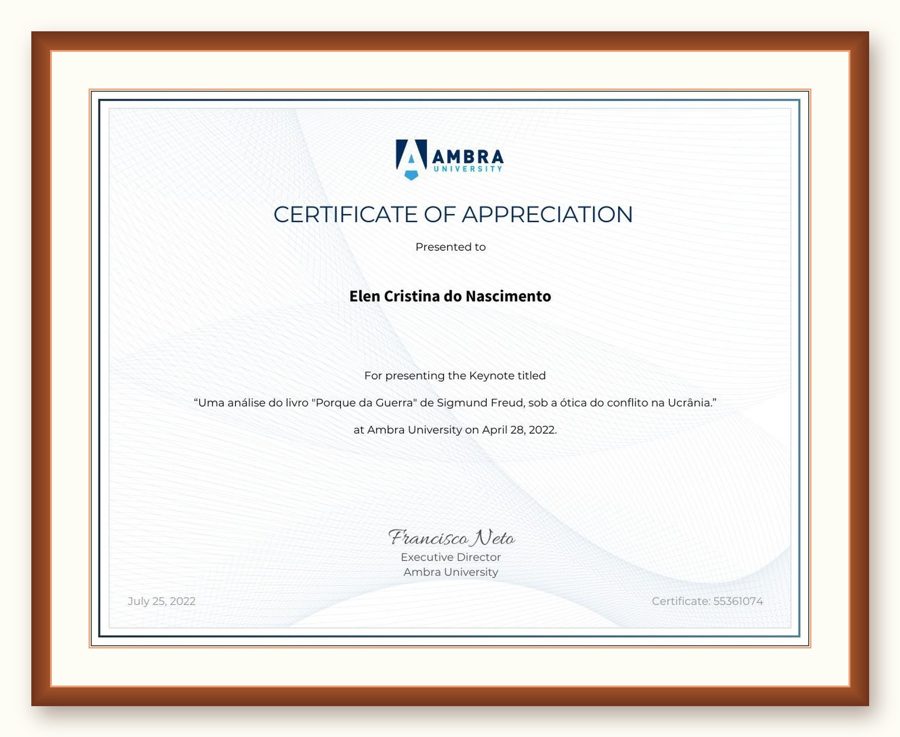 AMBRA
UNIVERSITY
CERTIFICATE OF APPRECIATION
Presented to
Elen Cristina do Nascimento
For presenting the Keynote titled
“Uma análise do livro "Porque da Guerra" de Sigmund Freud, sob a ótica do conflito na Ucrânia.”
at Ambra University on April 28, 2022.
Francisco Neto
Executive Director
Ambra University
July 25, 2022
Certificate: 55361074